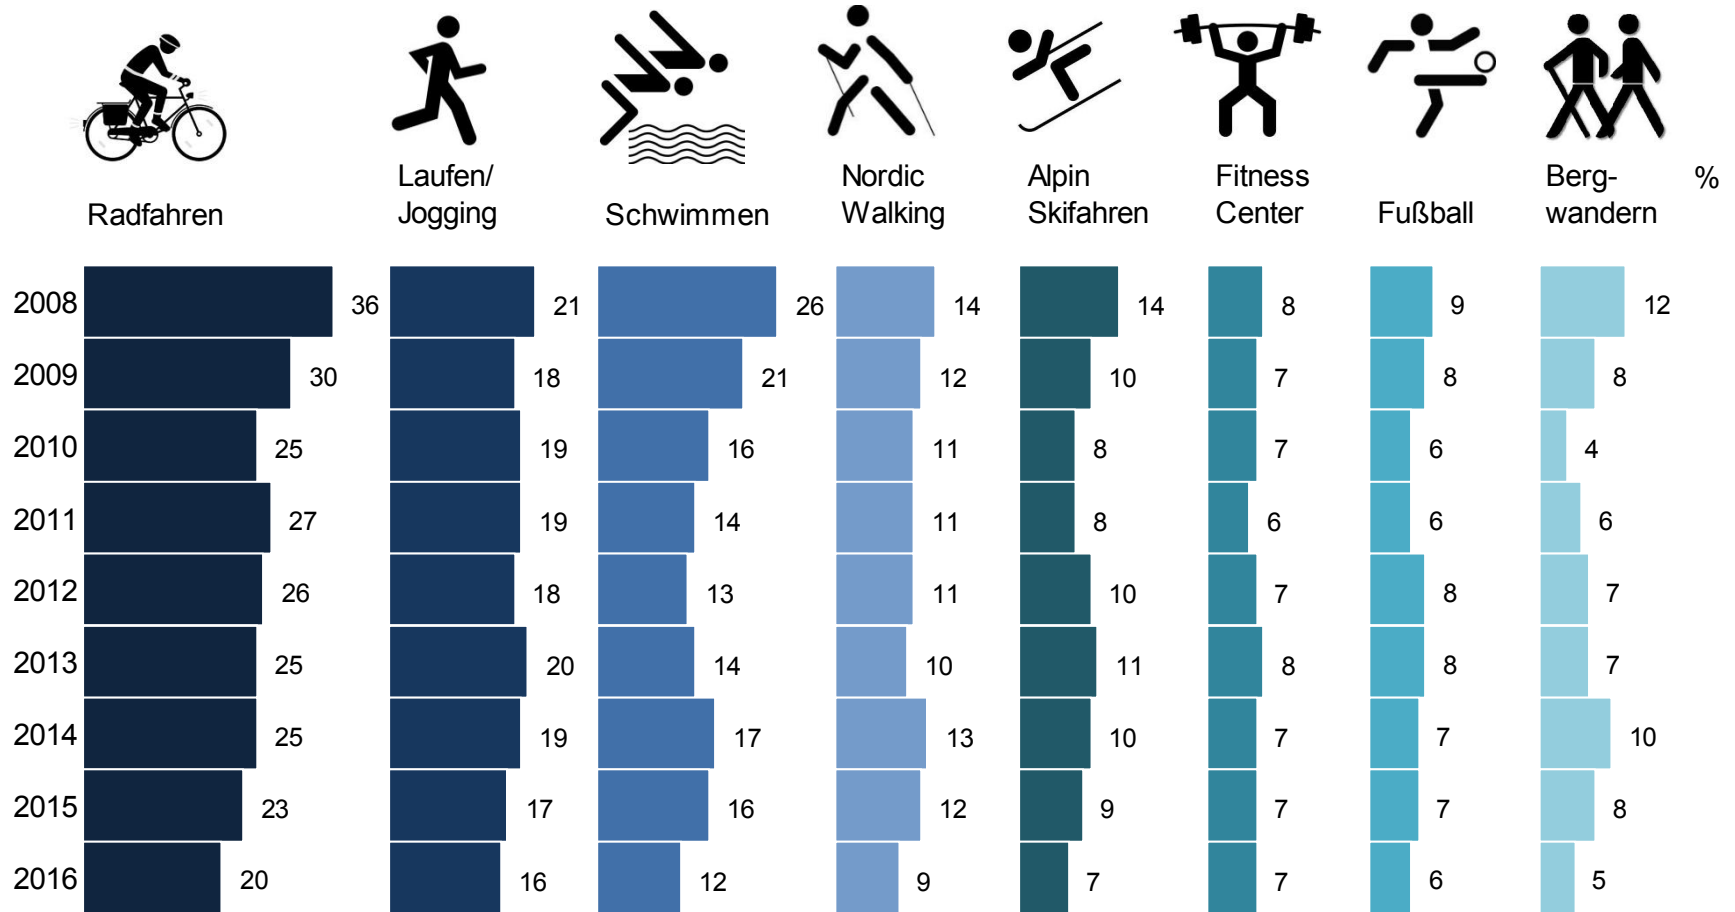 Radfahren
Laufen/
Jogging
Schwimmen
Nordic
Walking
Alpin
Skifahren
Fitness
Center
Fußball
Berg-
wandern
%
2008 36 21 26 14 14 8 9 12
2009 30 18 21 12 10 7 8 8
2010 25 19 16 11 8 7 6 4
2011 27 19 14 11 8 6 6 6
2012 26 18 13 11 10 7 8 7
2013 25 20 14 10 11 8 8 7
2014 25 19 17 13 10 7 7 10
2015 23 17 16 12 9 7 7 8
2016 20 16 12 9 7 7 6 5